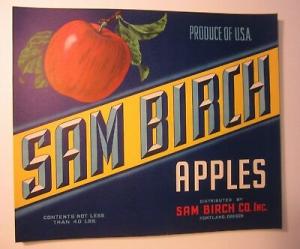 PRODUCE OF U.S.A.
SAM BIRCH
APPLES
DISTRIBUTED BY
SAM BIRCH CO. INC.
PORTLAND, OREGON
CONTENTS NOT LESS
THAN 40 LBS.